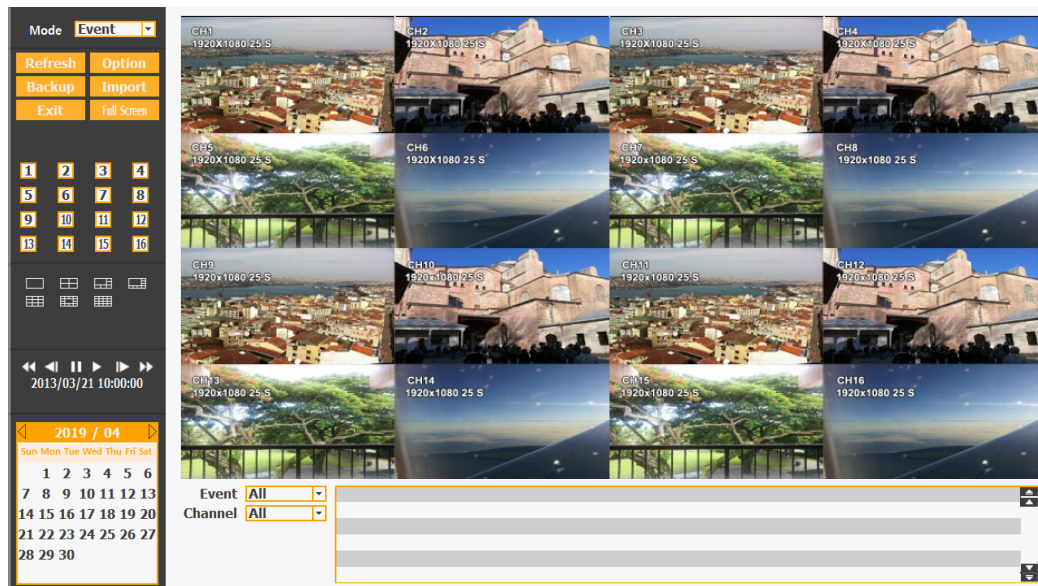 Mode Event
Refresh Option
Backup Import
Exit Full Screen
1 2 3 4
5 6 7 8
9 10 11 12
13 14 15 16
2013/03/21 10:00:00
2019 / 04
Sun Mon Tue Wed Thu Fri Sat
1 2 3 4 5 6
7 8 9 10 11 12 13
14 15 16 17 18 19 20
21 22 23 24 25 26 27
28 29 30
CH1
1920X1080 25 S
CH2
1920X1080 25 S
CH3
1920X1080 25 S
CH4
1920X1080 25 S
CH5
1920X1080 25 S
CH6
1920X1080 25 S
CH7
1920x1080 25 S
CH8
1920x1080 25 S
CH9
1920x1080 25 S
CH10
1920x1080 25 S
CH11
1920x1080 25 S
CH12
1920x1080 25 S
CH13
1920x1080 25 S
CH14
1920x1080 25 S
CH15
1920x1080 25 S
CH16
1920x1080 25 S
Event All
Channel All